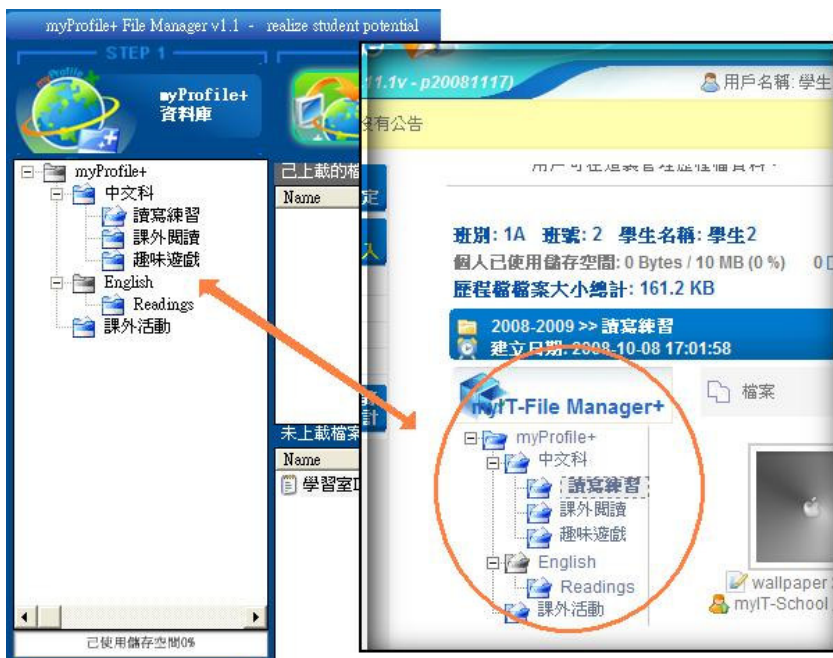 myProfile+ File Manager v1.1 - realize student potential
STEP 1
myProfile+
資料庫
myProfile+
中文科
讀寫練習
課外閱讀
趣味遊戲
English
Readings
課外活動
已使用儲存空間0%
已上載的檔
Name
未上載檔案
Name
學習室
11.1v - p20081117)
用戶名稱: 學生
沒有公告
定
入
計
班別: 1A 班號: 2 學生名稱: 學生2
個人已使用儲存空間: 0 Bytes / 10 MB (0 %) 0
歷程檔檔案大小總計: 161.2 KB
2008-2009 >> 讀寫練習
建立日期: 2008-10-08 17:01:58
myIT-File Manager+
檔案
myProfile+
中文科
讀寫練習
課外閱讀
趣味遊戲
English
Readings
課外活動
wallpaper
myIT-School